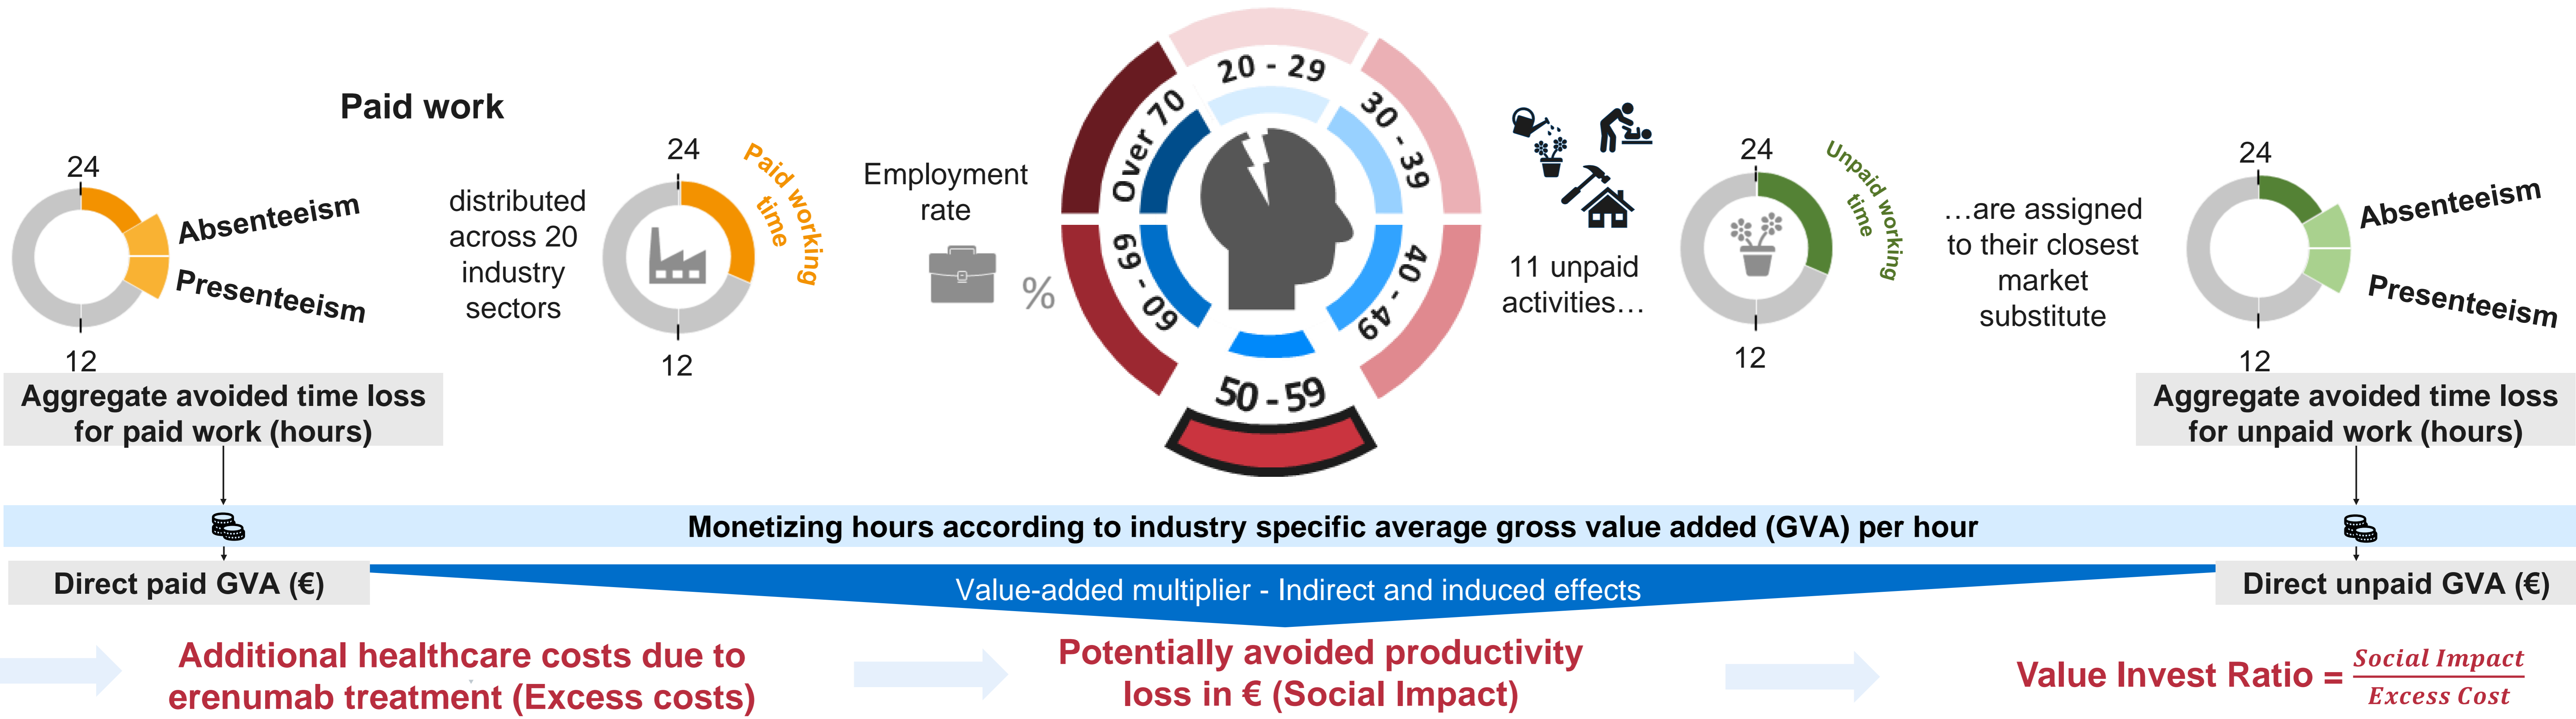 Paid work
24
12
Absenteeism
Presenteeism
distributed
across 20
industry
sectors
24
12
Paid working
time
Employment
rate
%
20 - 29
30 - 39
40 - 49
50 - 59
60 - 69
Over 70
11 unpaid
activities…
24
12
Unpaid working
time
…are assigned
to their closest
market
substitute
24
12
Absenteeism
Presenteeism
Aggregate avoided time loss
for paid work (hours)
Aggregate avoided time loss
for unpaid work (hours)
Monetizing hours according to industry specific average gross value added (GVA) per hour
Direct paid GVA (€)
Value-added multiplier - Indirect and induced effects
Direct unpaid GVA (€)
Additional healthcare costs due to
erenumab treatment (Excess costs)
Potentially avoided productivity
loss in € (Social Impact)
Value Invest Ratio = Social Impact
Excess Cost